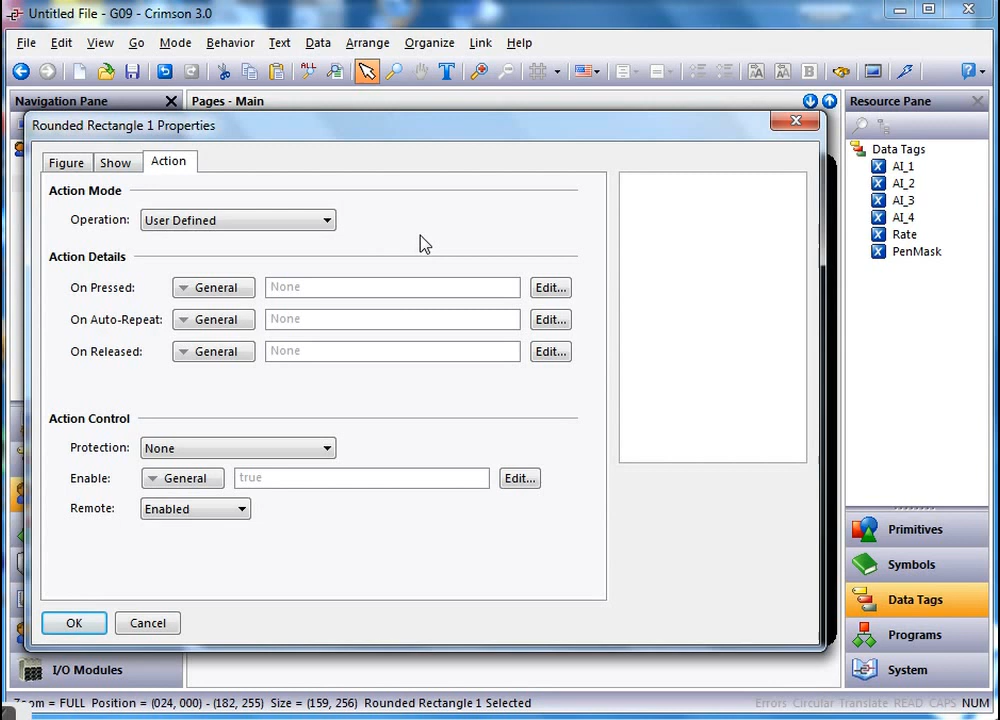 Untitled File - G09 - Crimson 3.0
File Edit View Go Mode Behavior Text Data Arrange Organize Link Help
ALL
Navigation Pane
Pages - Main
Resource Pane
Rounded Rectangle 1 Properties
Figure Show Action
Action Mode
Operation: User Defined
Action Details
On Pressed: General None Edit...
On Auto-Repeat: General None Edit...
On Released: General None Edit...
Action Control
Protection: None
Enable: General true Edit...
Remote: Enabled
OK Cancel
Data Tags
AI_1
AI_2
AI_3
AI_4
Rate
PenMask
Primitives
Symbols
Data Tags
Programs
System
I/O Modules
Zoom = FULL Position = (024, 000) - (182, 255) Size = (159, 256) Rounded Rectangle 1 Selected
Errors Circular Translate READ CAPS NUM